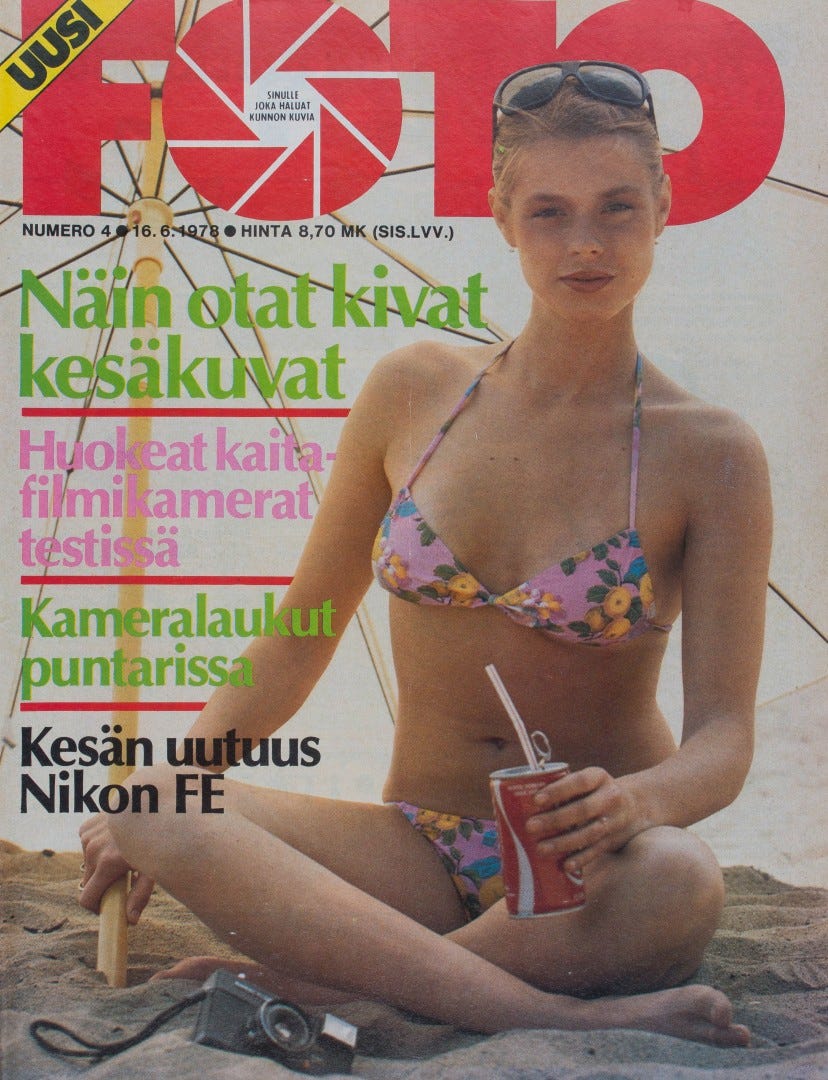 UUSI
FOTO
SINULLE
JOKA HALUAT
KUNNON KUVIA
NUMERO 4 ● 16.6.1978 ● HINTA 8,70 MK (SIS.LVV.)
Näin otat kivat
kesäkuvat
Huokeat kaita-
filmikamerat
testissä
Kameralaukut
puntarissa
Kesän uutuus
Nikon FE